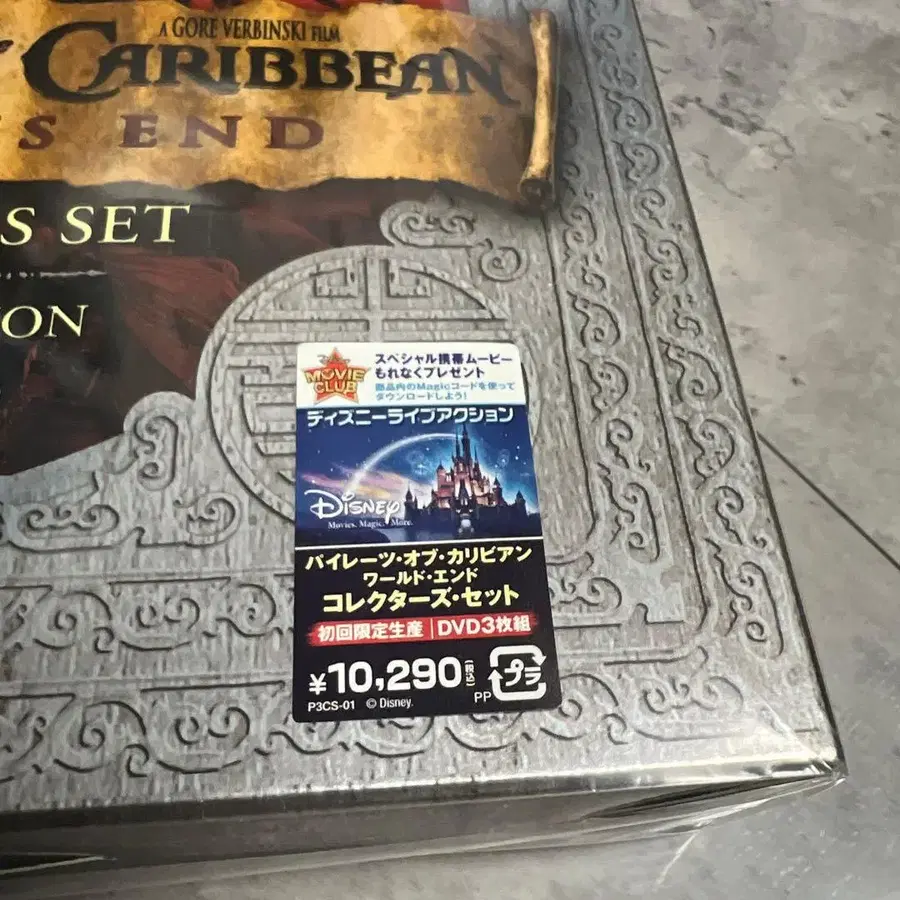 A GORE VERBINSKI FILM
CARIBBEAN
S END
S SET
ON
Disney
MOVIE CLUB
スペシャル携帯ムービー
もれなくプレゼント
商品内のMagicコードを使って
ダウンロードしよう!
ディズニーライブアクション
DISNEY
Movies. Magic. More.
パイレーツ・オブ・カリビアン
ワールド・エンド
コレクターズ・セット
初回限定生産|DVD3枚組
¥10,290(税込)
プラ
PP
P3CS-01 © Disney.